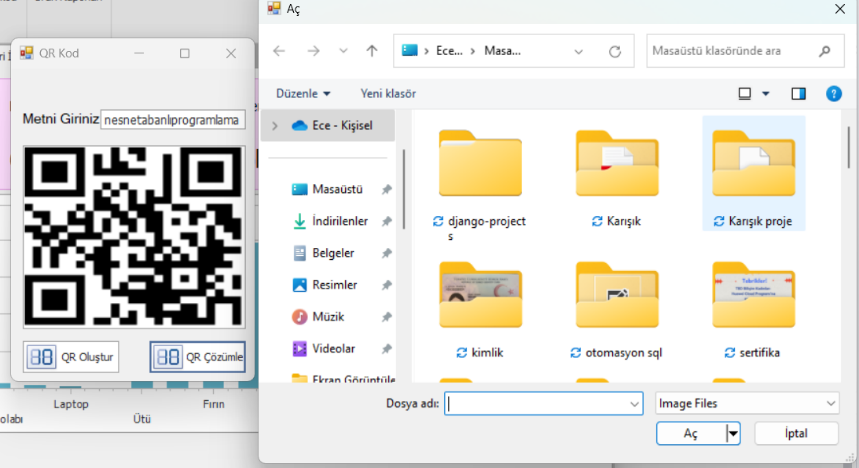 QR Kod
Metni Giriniz
nesnetabanlıprogramlama
QR Oluştur
QR Çözümle
Laptop
Fırın
Ütü
olabı
Aç
Ece...
Masa...
Masaüstü klasöründe ara
Düzenle
Yeni klasör
Ece - Kişisel
Masaüstü
İndirilenler
Belgeler
Resimler
Müzik
Videolar
Ekran Görüntüle
django-project
s
Karışık
Karışık proje
kimlik
otomasyon sql
sertifika
Dosya adı:
Image Files
Aç
İptal